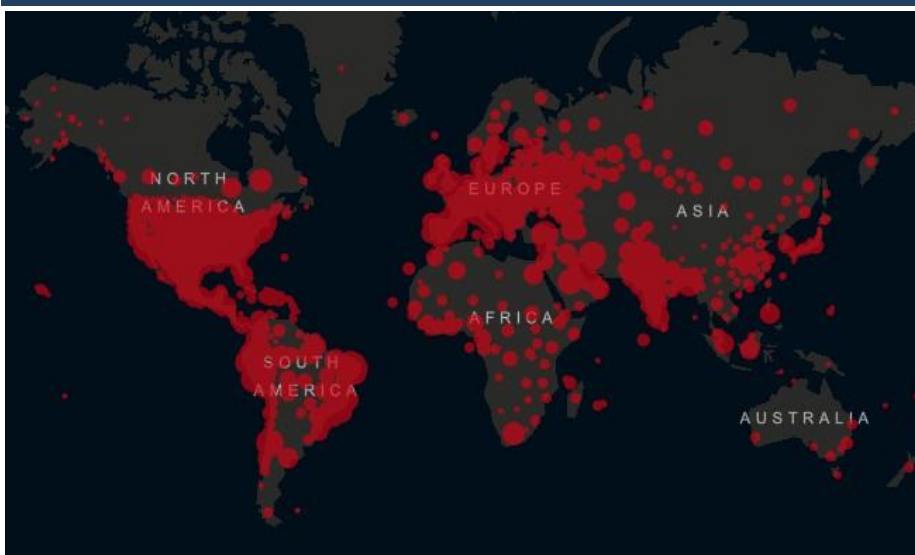 NORTH
AMERICA
EUROPE
ASIA
AFRICA
SOUTH
AMERICA
AUSTRALIA